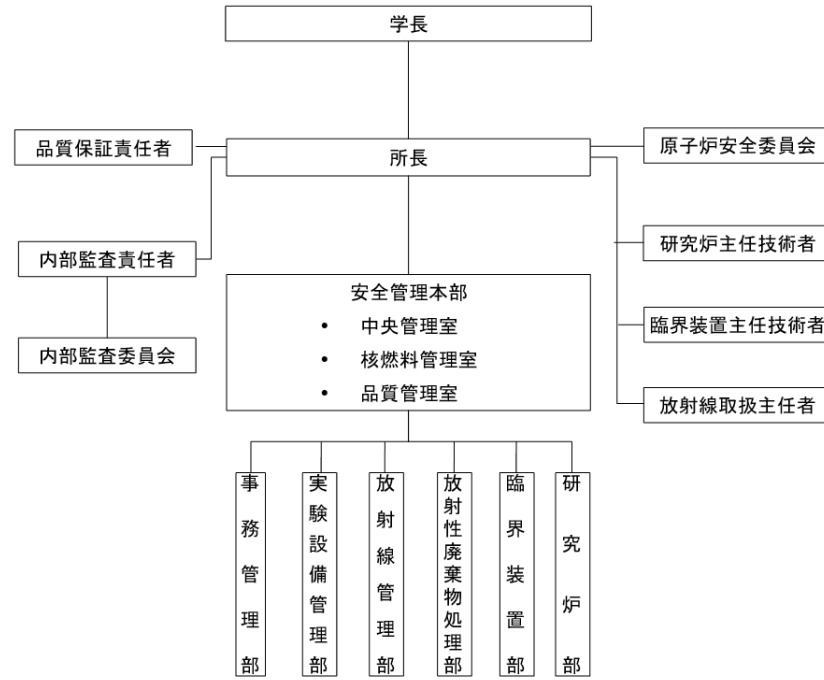 学長
品質保証責任者
所長
原子炉安全委員会
内部監査責任者
研究炉主任技術者
安全管理本部
• 中央管理室
• 核燃料管理室
• 品質管理室
臨界装置主任技術者
内部監査委員会
放射線取扱主任者
事務管理部
実験設備管理部
放射線管理部
放射性廃棄物処理部
臨界装置部
研究炉部